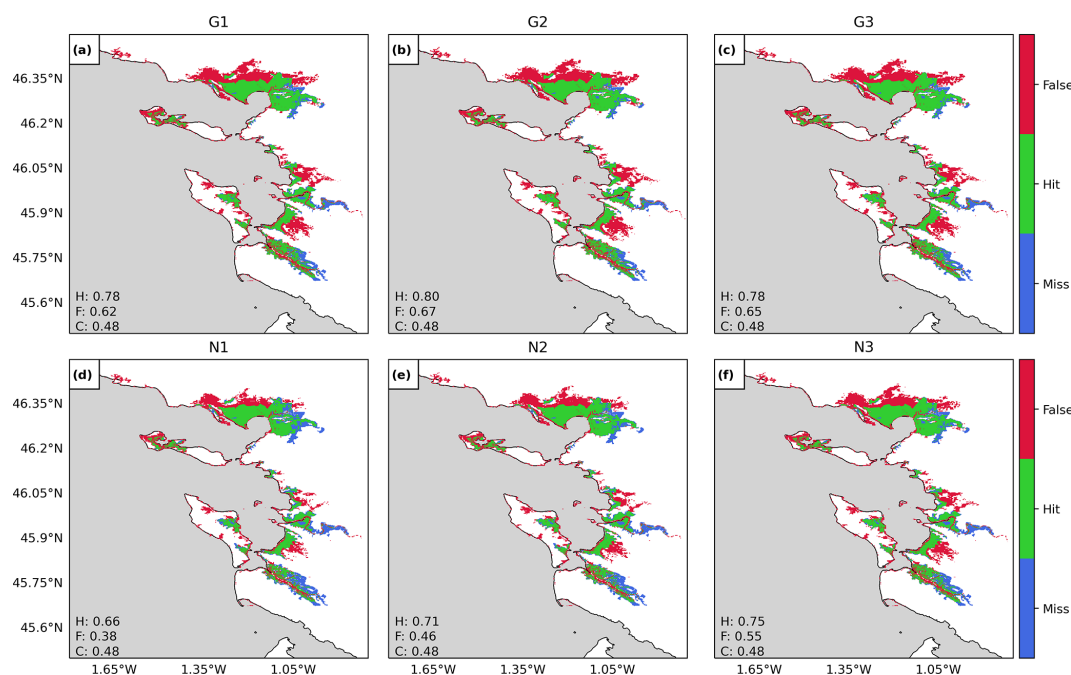 G1
G2
G3
(a)
(b)
(c)
46.35°N
46.2°N
46.05°N
45.9°N
45.75°N
45.6°N
H: 0.78
F: 0.62
C: 0.48
H: 0.80
F: 0.67
C: 0.48
H: 0.78
F: 0.65
C: 0.48
False
Hit
Miss
N1
N2
N3
(d)
(e)
(f)
46.35°N
46.2°N
46.05°N
45.9°N
45.75°N
45.6°N
H: 0.66
F: 0.38
C: 0.48
H: 0.71
F: 0.46
C: 0.48
H: 0.75
F: 0.55
C: 0.48
False
Hit
Miss
1.65°W
1.35°W
1.05°W
1.65°W
1.35°W
1.05°W
1.65°W
1.35°W
1.05°W